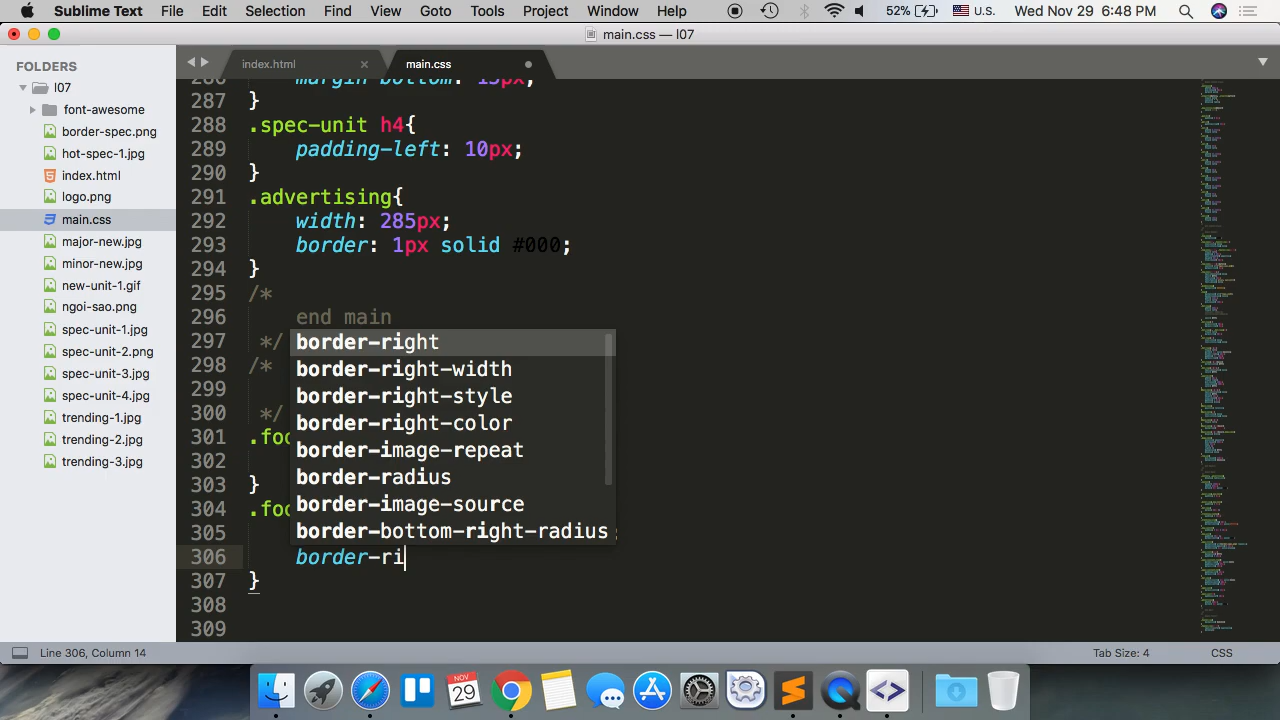 Sublime Text File Edit Selection Find View Goto Tools Project Window Help 52% U.S. Wed Nov 29 6:48 PM
main.css — l07
FOLDERS
l07
font-awesome
border-spec.png
hot-spec-1.jpg
index.html
logo.png
main.css
major-new.jpg
minor-new.jpg
new-unit-1.gif
ngoi-sao.png
spec-unit-1.jpg
spec-unit-2.png
spec-unit-3.jpg
spec-unit-4.jpg
trending-1.jpg
trending-2.jpg
trending-3.jpg
index.html × main.css
286 margin-bottom: 15px;
287 }
288 .spec-unit h4{
289 padding-left: 10px;
290 }
291 .advertising{
292 width: 285px;
293 border: 1px solid #000;
294 }
295 /*
296 end main
297 */
298 /*
299
300 */
301 .foo
302
303 }
304 .foo
305
306 border-ri
307 }
308
309
border-right
border-right-width
border-right-style
border-right-color
border-image-repeat
border-radius
border-image-source
border-bottom-right-radius
Line 306, Column 14 Tab Size: 4 CSS
NOV
29